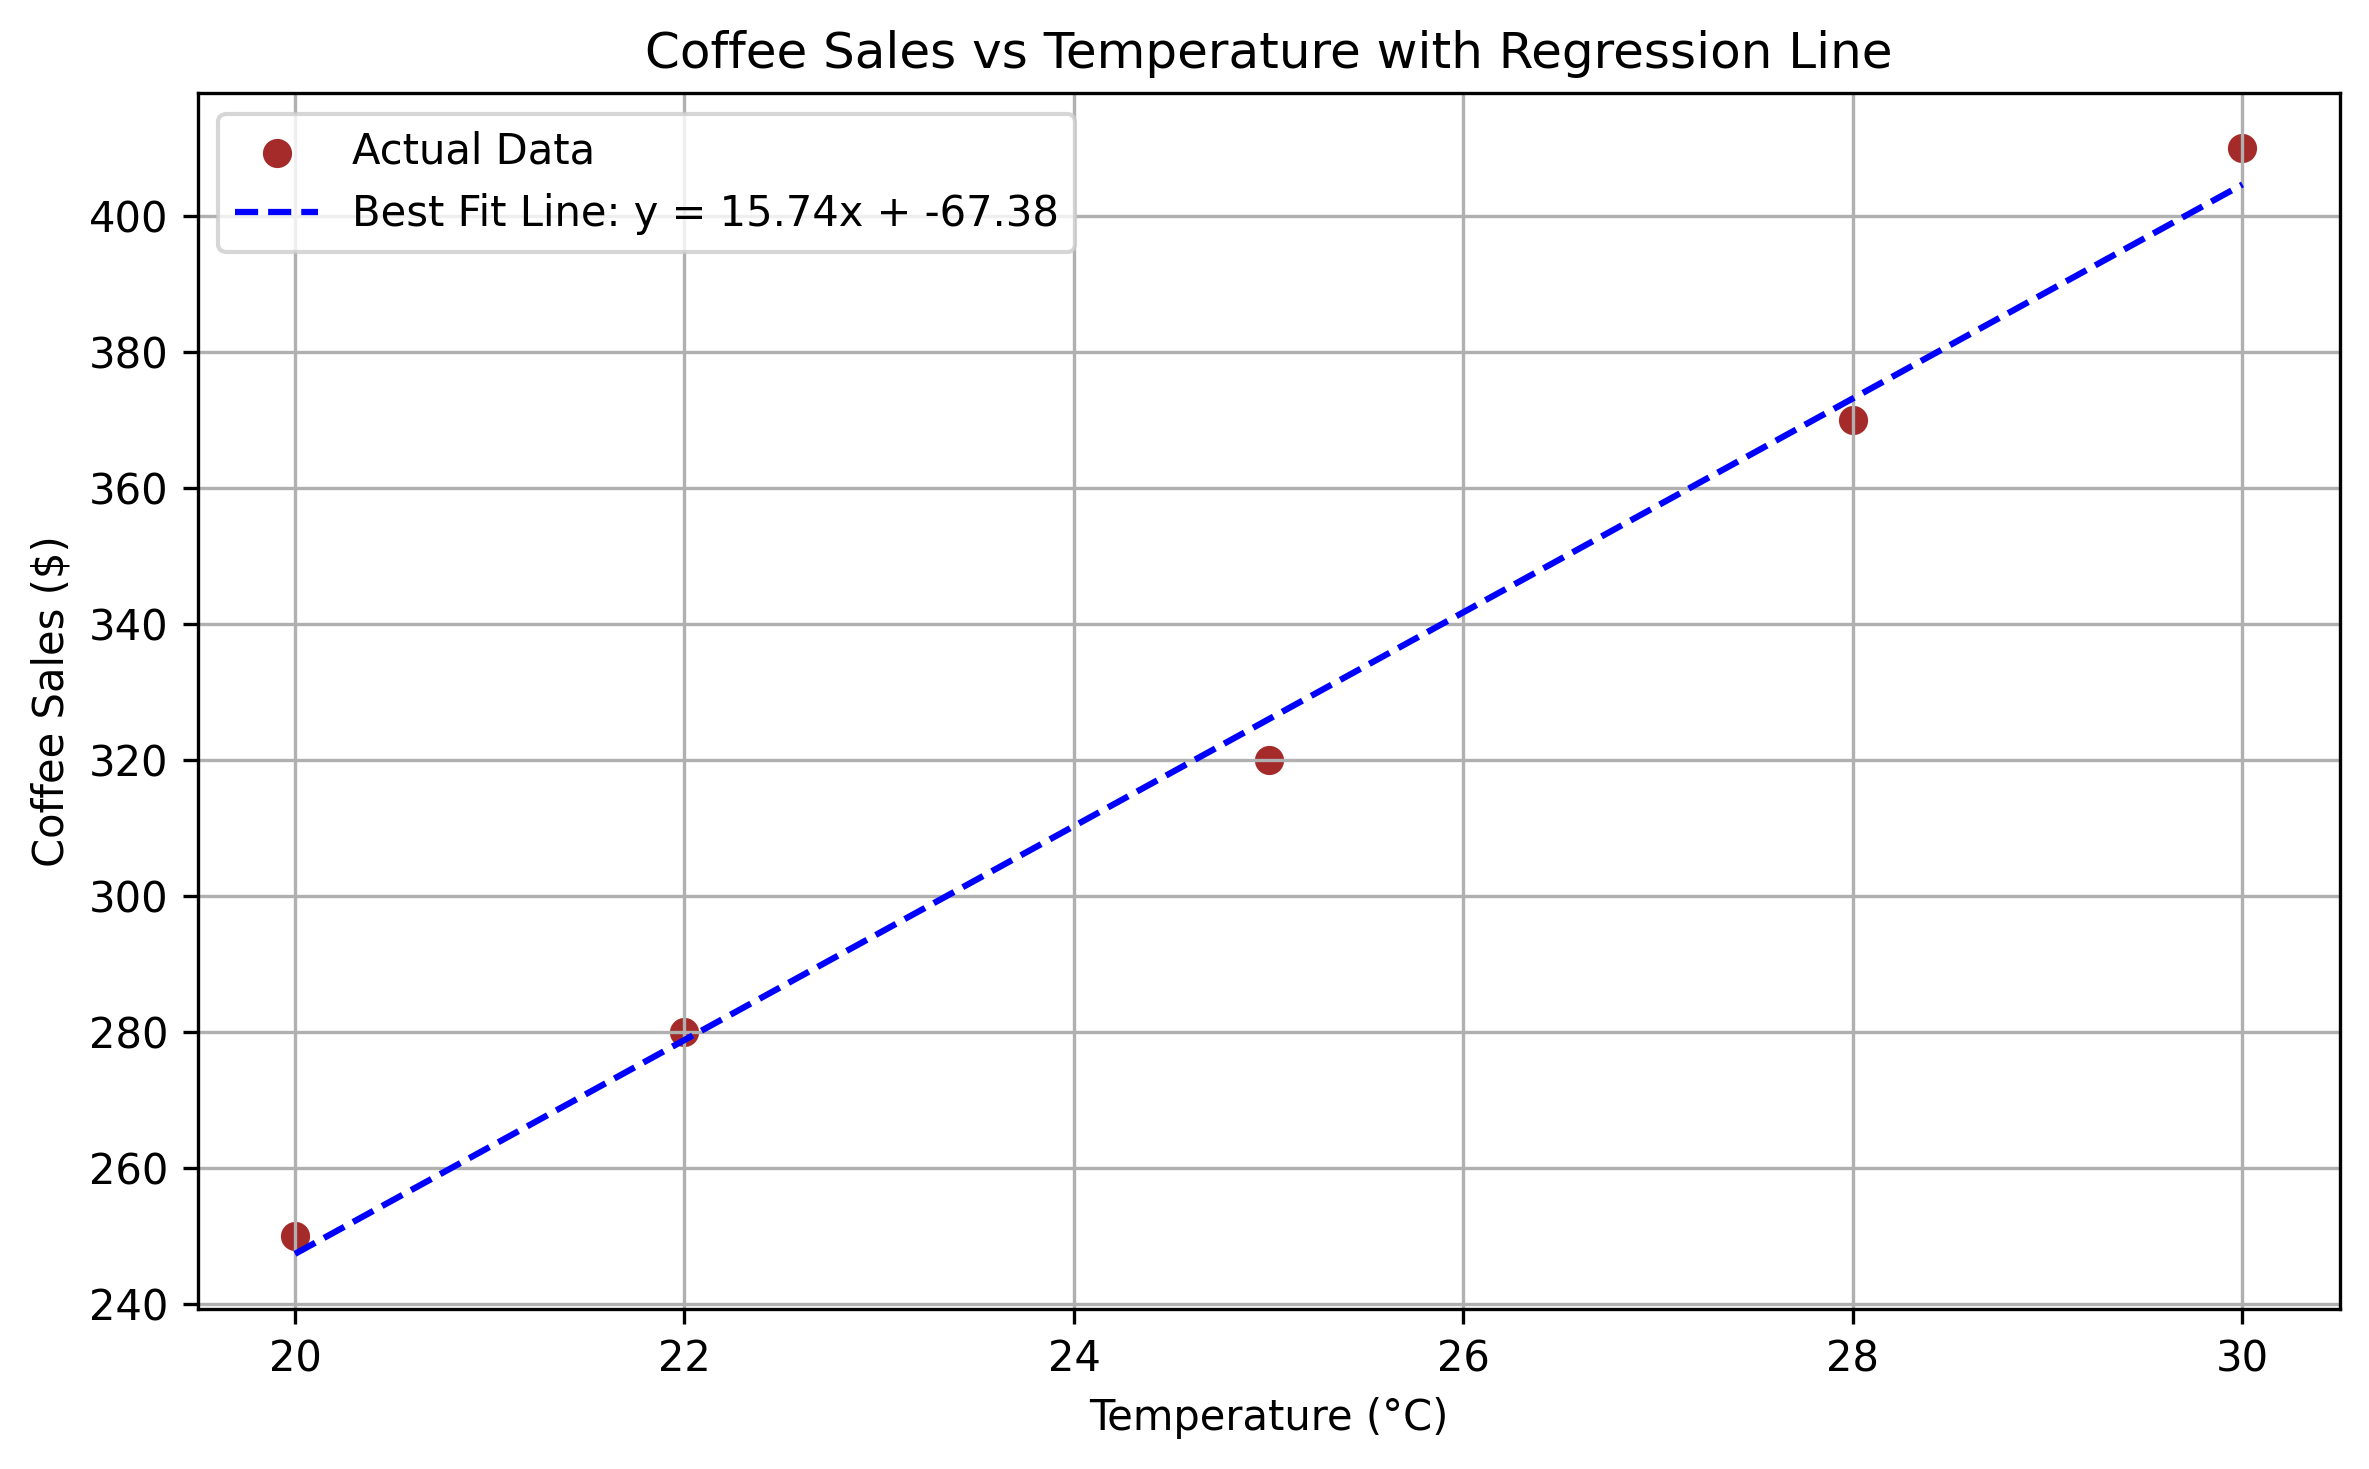 Coffee Sales vs Temperature with Regression Line
Actual Data
Best Fit Line: y = 15.74x + -67.38
Coffee Sales ($)
400
380
360
340
320
300
280
260
240
20 22 24 26 28 30
Temperature (°C)